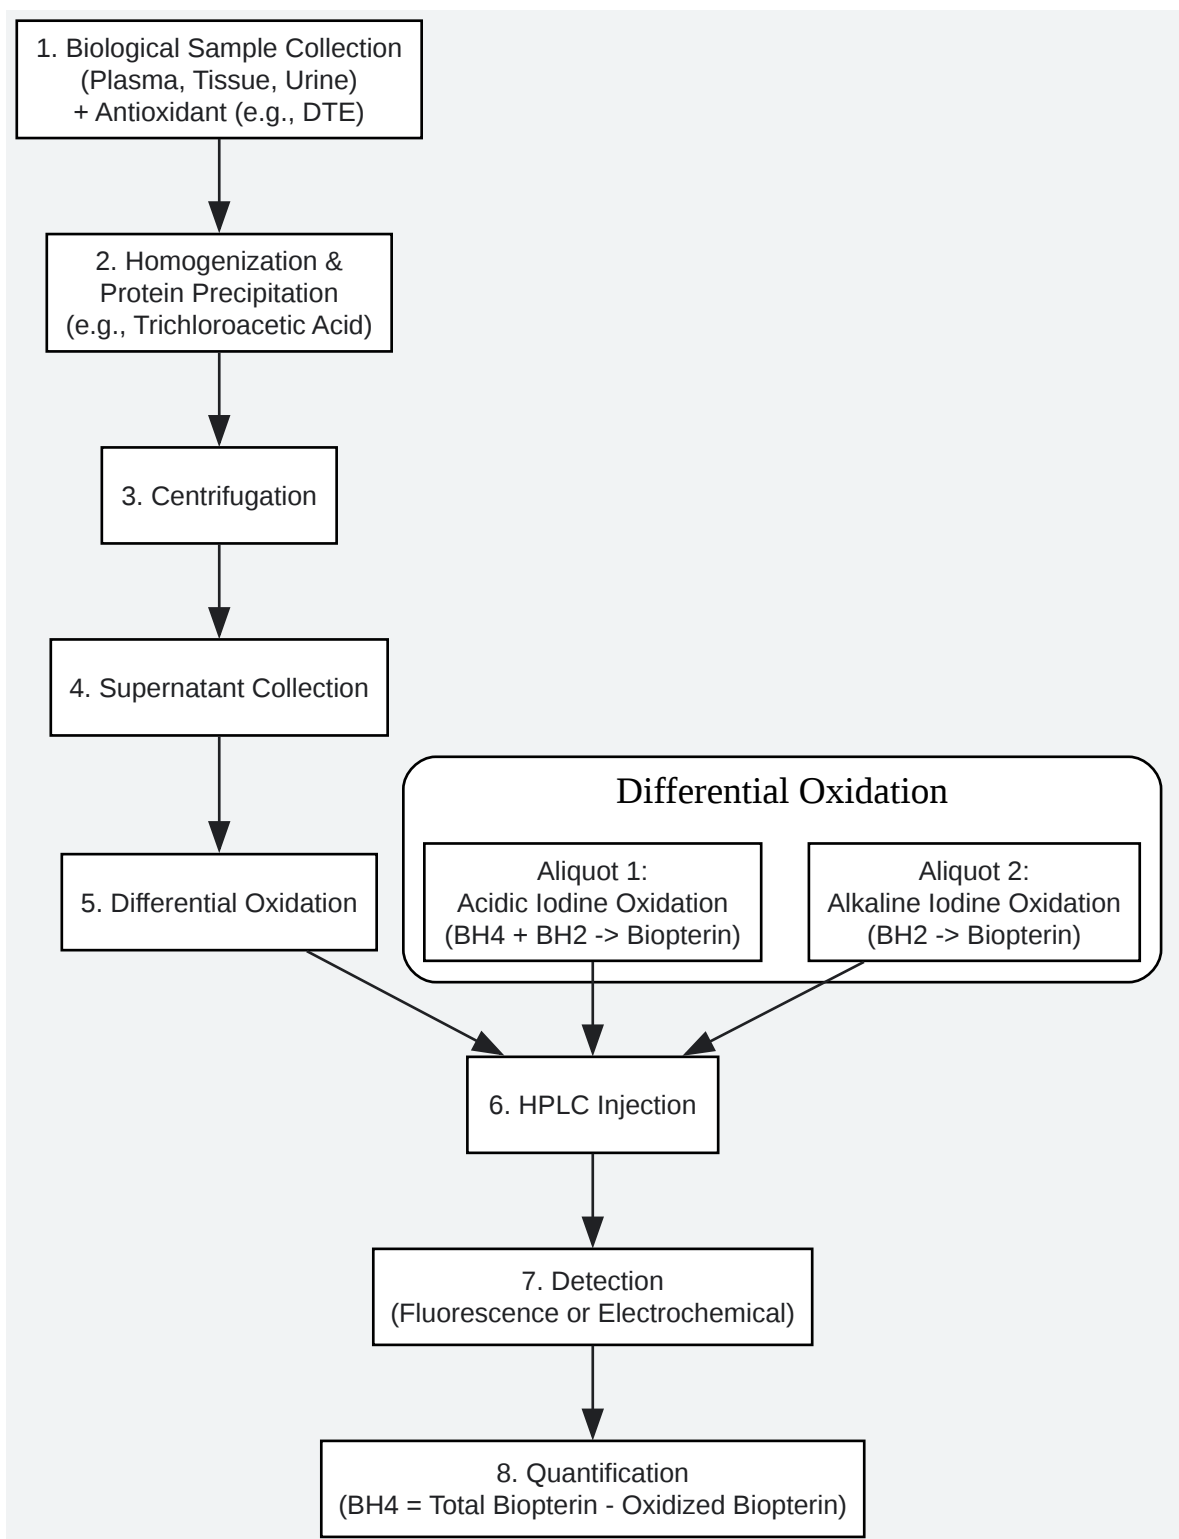 1. Biological Sample Collection
(Plasma, Tissue, Urine)
+ Antioxidant (e.g., DTE)
2. Homogenization &
Protein Precipitation
(e.g., Trichloroacetic Acid)
3. Centrifugation
4. Supernatant Collection
5. Differential Oxidation
Differential Oxidation
Aliquot 1:
Acidic Iodine Oxidation
(BH4 + BH2 -> Biopterin)
Aliquot 2:
Alkaline Iodine Oxidation
(BH2 -> Biopterin)
6. HPLC Injection
7. Detection
(Fluorescence or Electrochemical)
8. Quantification
(BH4 = Total Biopterin - Oxidized Biopterin)